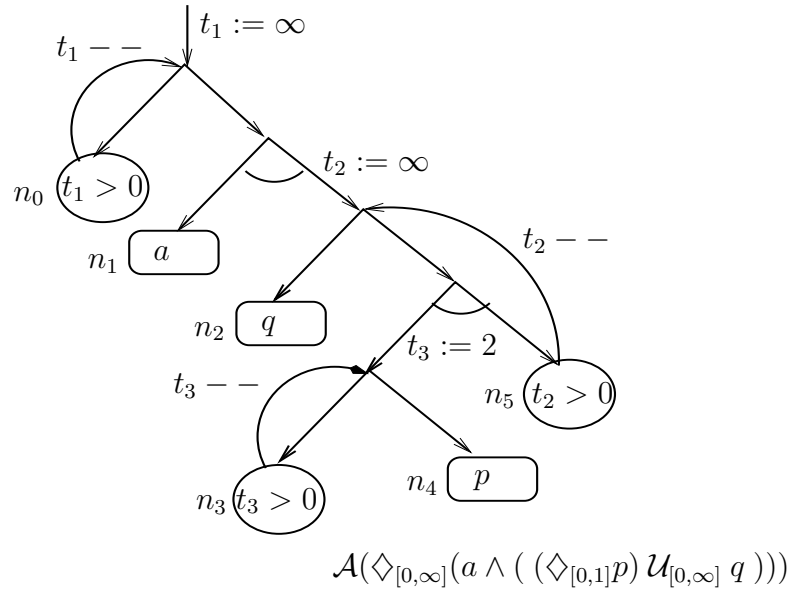 t₁ := ∞
t₁ − −
t₂ := ∞
n₀ t₁ > 0
n₁ a
t₂ − −
n₂ q
t₃ := 2
t₃ − −
n₅ t₂ > 0
n₄ p
n₃ t₃ > 0
𝒜(◇[0,∞](a ∧ ( (◇[0,1]p) 𝒰[0,∞] q )))